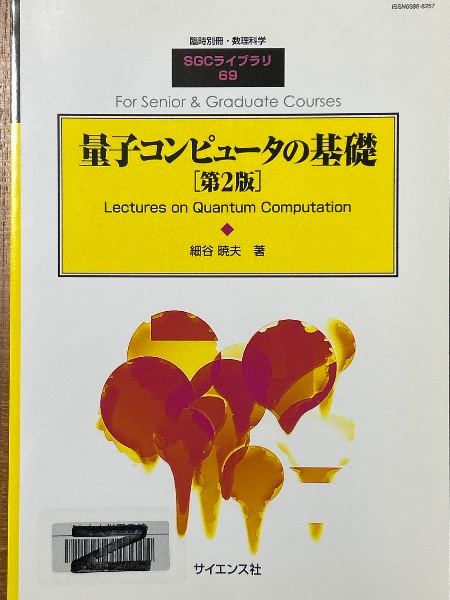 ISSN0386-8257
臨時別冊・数理科学
SGCライブラリ
69
For Senior & Graduate Courses
量子コンピュータの基礎
[第2版]
Lectures on Quantum Computation
細谷 暁夫 著
サイエンス社